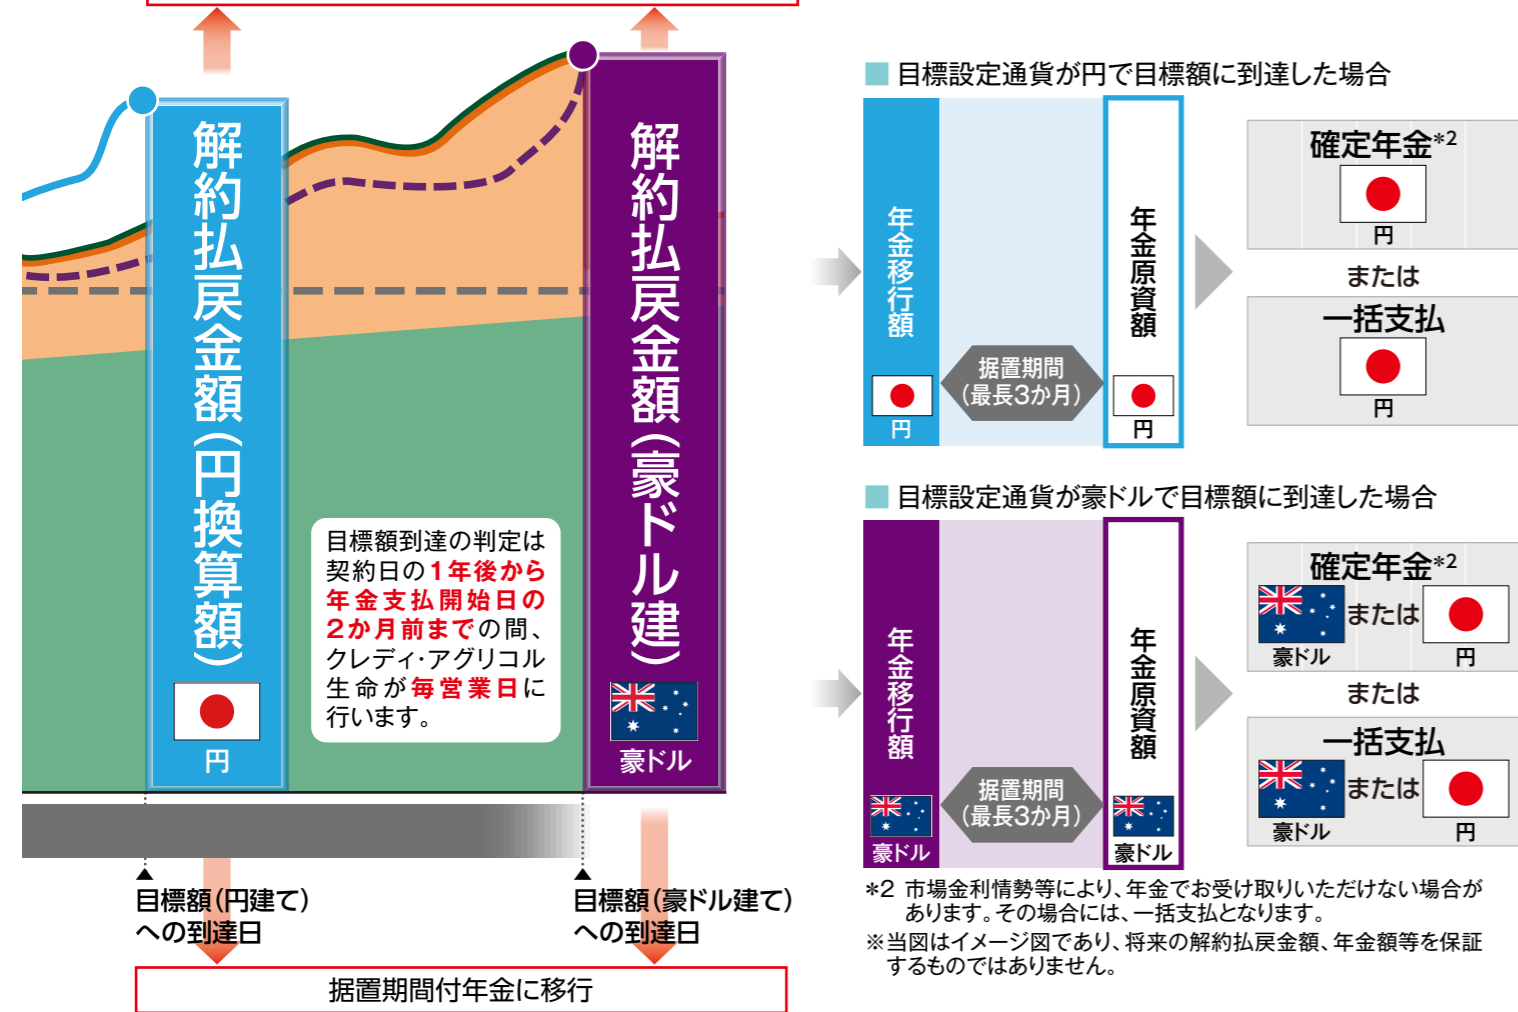 解約払戻金額(円換算額)
円
解約払戻金額(豪ドル建)
豪ドル
目標額到達の判定は
契約日の1年後から
年金支払開始日の
2か月前までの間、
クレディ・アグリコル
生命が毎営業日に
行います。
目標額(円建て)
への到達日
目標額(豪ドル建て)
への到達日
据置期間付年金に移行
■ 目標設定通貨が円で目標額に到達した場合
年金移行額
円
据置期間
(最長3か月)
年金原資額
円
確定年金*2
円
または
一括支払
円
■ 目標設定通貨が豪ドルで目標額に到達した場合
年金移行額
豪ドル
据置期間
(最長3か月)
年金原資額
豪ドル
確定年金*2
または
豪ドル 円
または
一括支払
または
豪ドル 円
*2 市場金利情勢等により、年金でお受け取りいただけない場合が
あります。その場合には、一括支払となります。
※当図はイメージ図であり、将来の解約払戻金額、年金額等を保証
するものではありません。